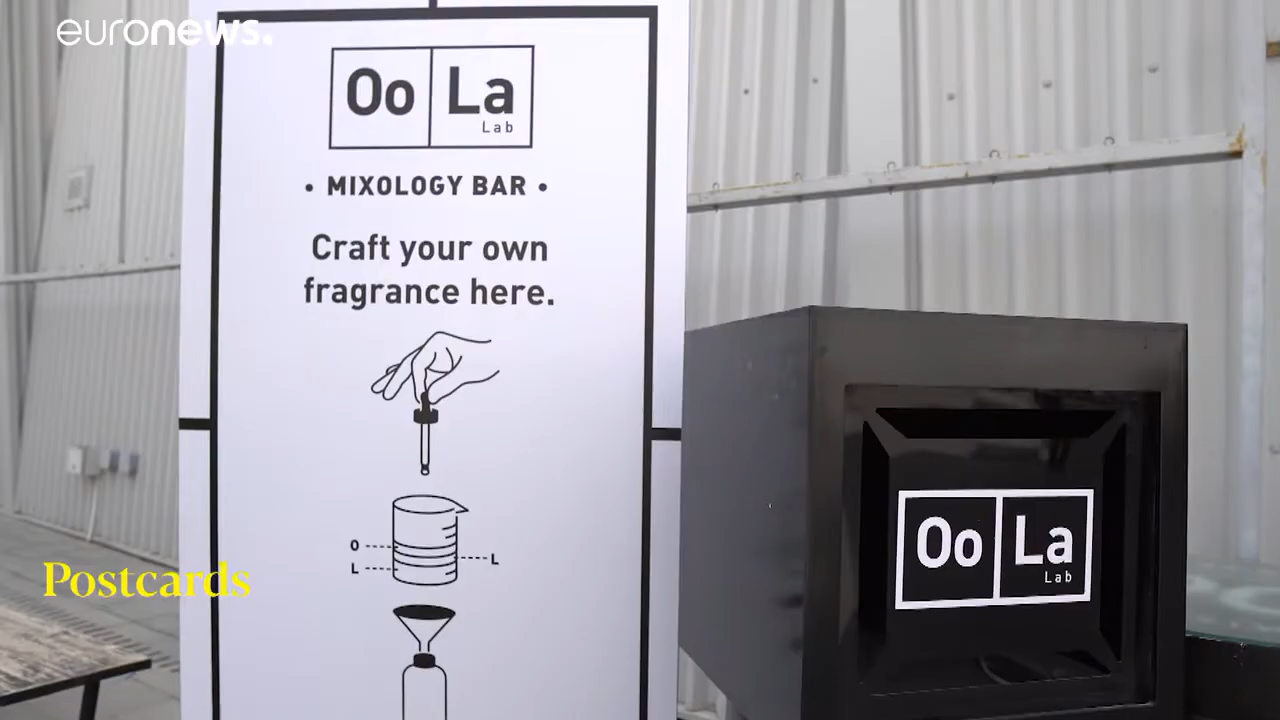 euronews.
Oo La
Lab
• MIXOLOGY BAR •
Craft your own
fragrance here.
O
L
L
Postcards
Oo La
Lab